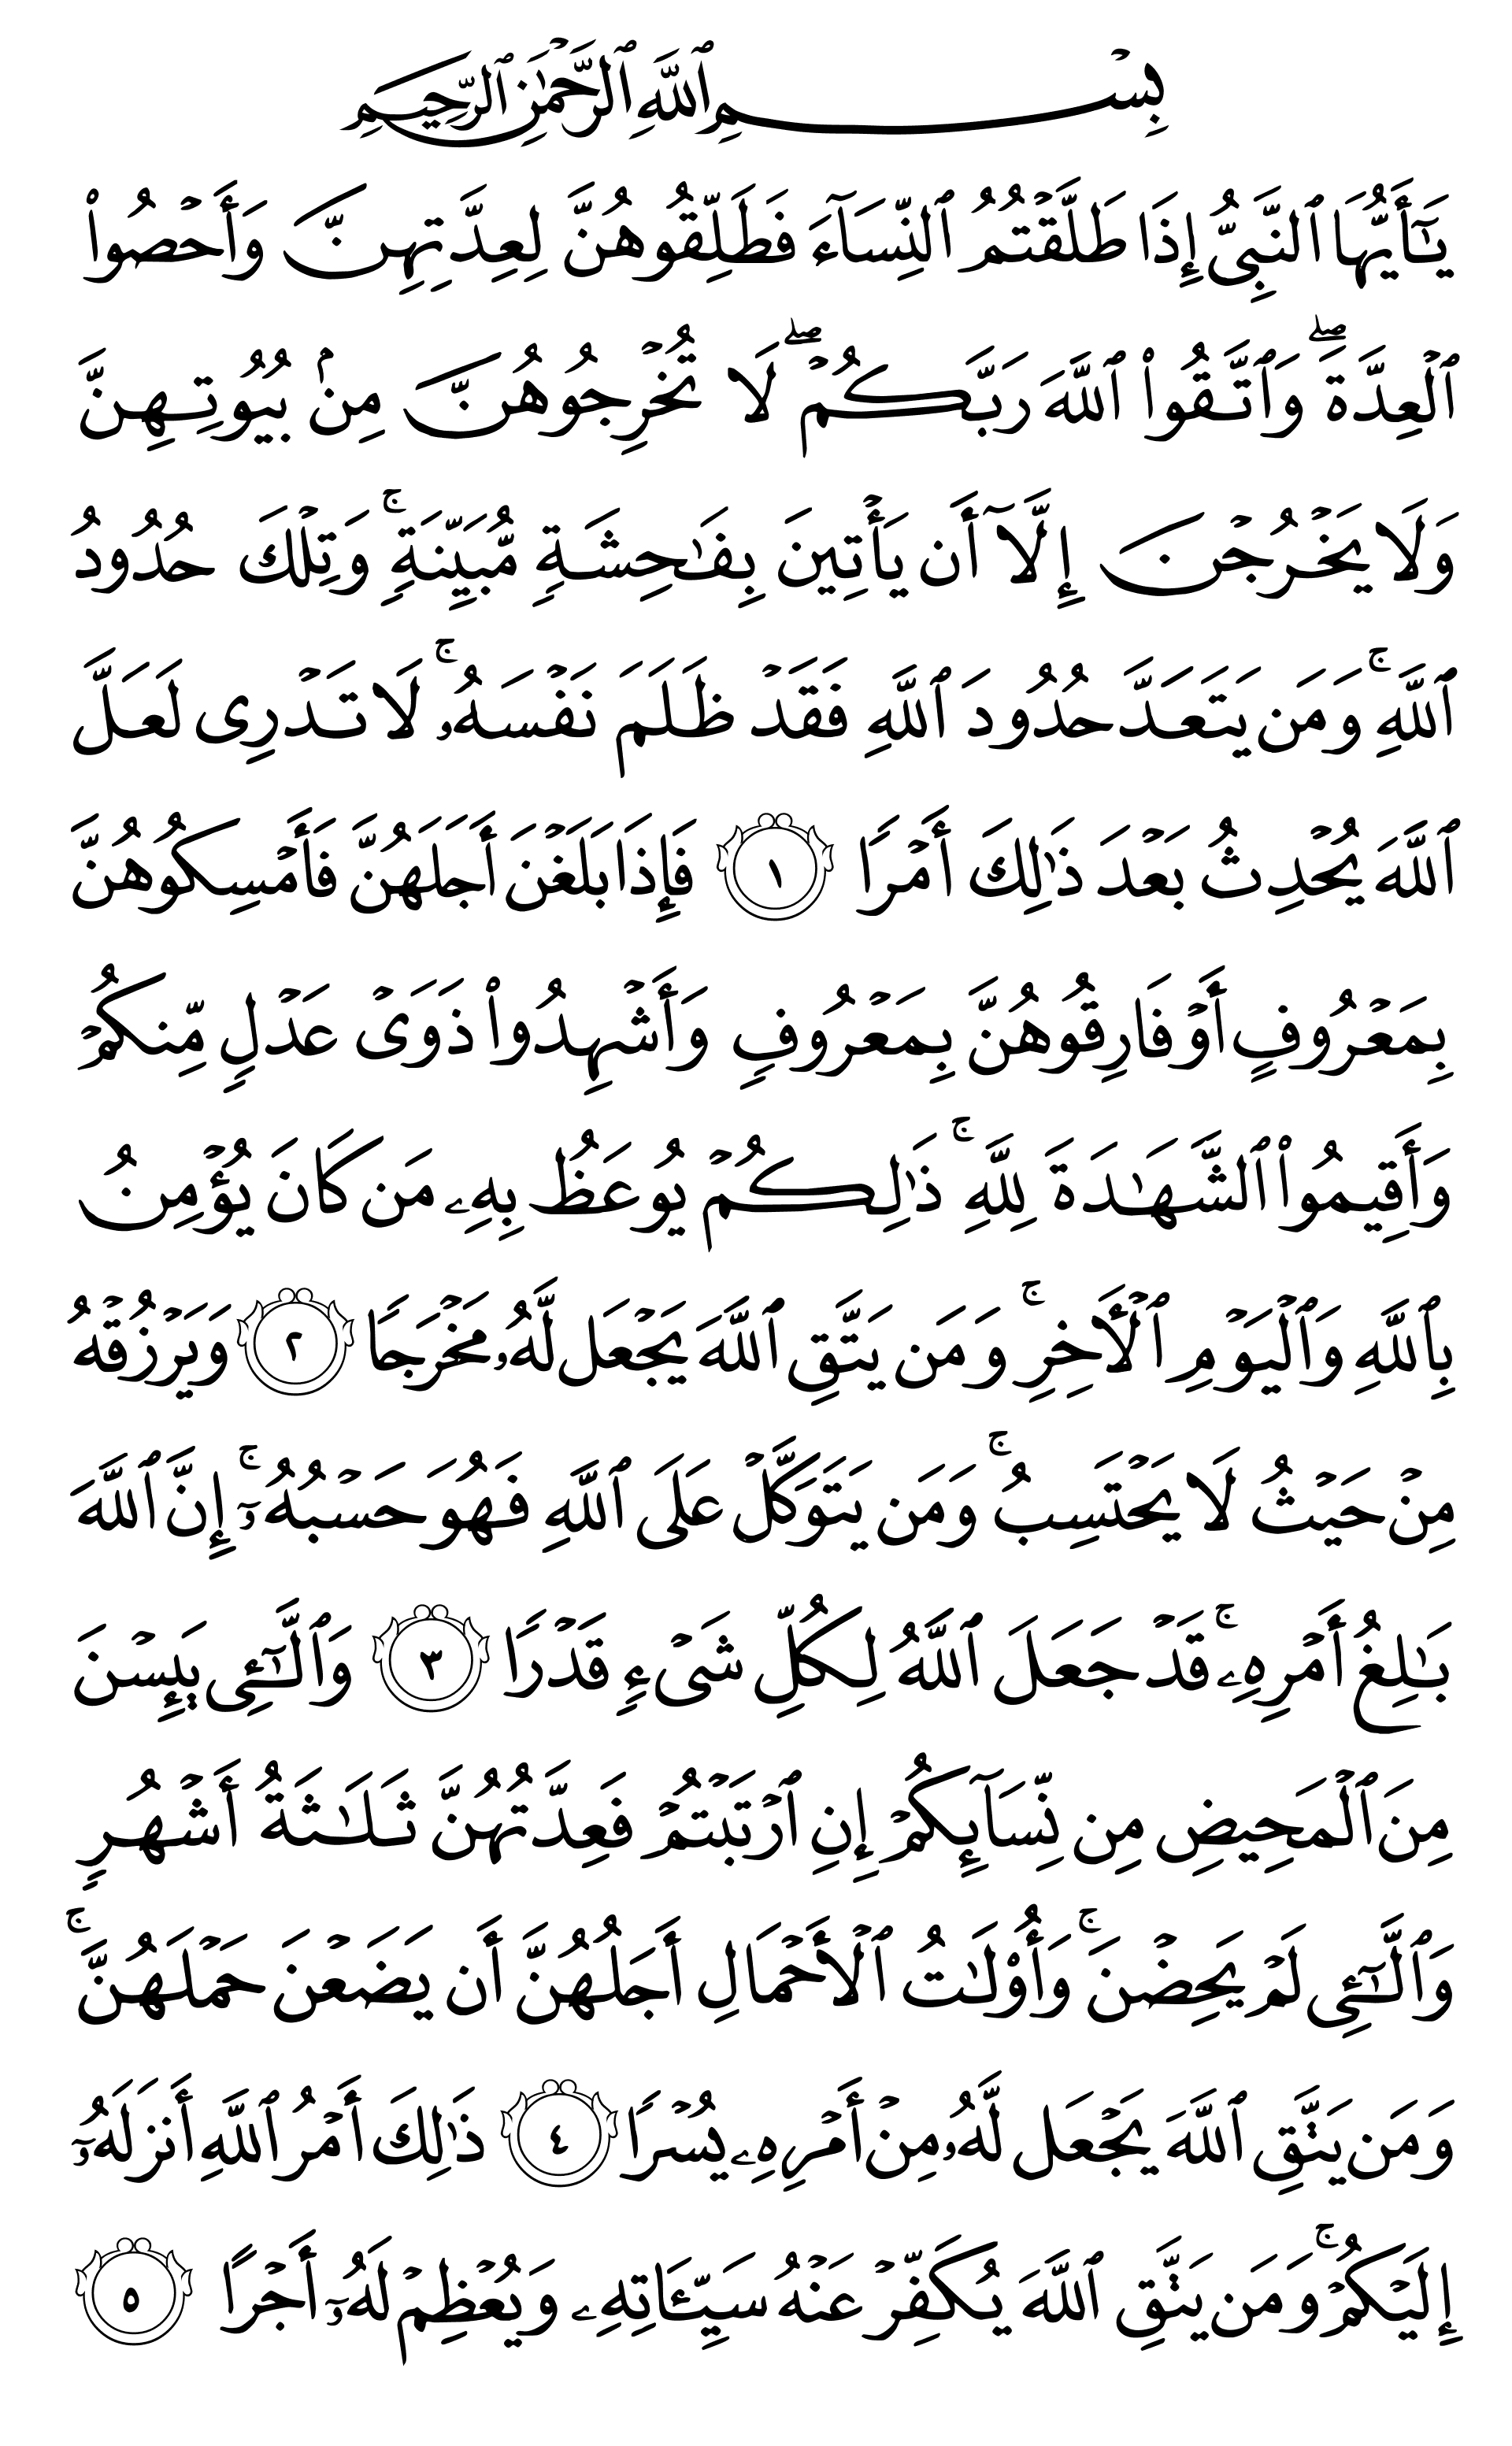 بِسْمِ ٱللَّهِ ٱلرَّحْمَٰنِ ٱلرَّحِيمِ
يَٰٓأَيُّهَا ٱلنَّبِىُّ إِذَا طَلَّقْتُمُ ٱلنِّسَآءَ فَطَلِّقُوهُنَّ لِعِدَّتِهِنَّ وَأَحْصُوا۟
ٱلْعِدَّةَ ۖ وَٱتَّقُوا۟ ٱللَّهَ رَبَّكُمْ ۖ لَا تُخْرِجُوهُنَّ مِنۢ بُيُوتِهِنَّ
وَلَا يَخْرُجْنَ إِلَّآ أَن يَأْتِينَ بِفَٰحِشَةٍ مُّبَيِّنَةٍ ۚ وَتِلْكَ حُدُودُ
ٱللَّهِ ۚ وَمَن يَتَعَدَّ حُدُودَ ٱللَّهِ فَقَدْ ظَلَمَ نَفْسَهُۥ ۚ لَا تَدْرِى لَعَلَّ
ٱللَّهَ يُحْدِثُ بَعْدَ ذَٰلِكَ أَمْرًا ١ فَإِذَا بَلَغْنَ أَجَلَهُنَّ فَأَمْسِكُوهُنَّ
بِمَعْرُوفٍ أَوْ فَارِقُوهُنَّ بِمَعْرُوفٍ وَأَشْهِدُوا۟ ذَوَىْ عَدْلٍ مِّنكُمْ
وَأَقِيمُوا۟ ٱلشَّهَٰدَةَ لِلَّهِ ۚ ذَٰلِكُمْ يُوعَظُ بِهِۦ مَن كَانَ يُؤْمِنُ
بِٱللَّهِ وَٱلْيَوْمِ ٱلْأَخِرِ ۚ وَمَن يَتَّقِ ٱللَّهَ يَجْعَل لَّهُۥ مَخْرَجًا ٢ وَيَرْزُقْهُ
مِنْ حَيْثُ لَا يَحْتَسِبُ ۚ وَمَن يَتَوَكَّلْ عَلَى ٱللَّهِ فَهُوَ حَسْبُهُۥٓ ۚ إِنَّ ٱللَّهَ
بَٰلِغُ أَمْرِهِۦ ۚ قَدْ جَعَلَ ٱللَّهُ لِكُلِّ شَىْءٍ قَدْرًا ٣ وَٱلَّٰٓـِٔى يَئِسْنَ
مِنَ ٱلْمَحِيضِ مِن نِّسَآئِكُمْ إِنِ ٱرْتَبْتُمْ فَعِدَّتُهُنَّ ثَلَٰثَةُ أَشْهُرٍ
وَٱلَّٰٓـِٔى لَمْ يَحِضْنَ ۚ وَأُو۟لَٰتُ ٱلْأَحْمَالِ أَجَلُهُنَّ أَن يَضَعْنَ حَمْلَهُنَّ ۚ
وَمَن يَتَّقِ ٱللَّهَ يَجْعَل لَّهُۥ مِنْ أَمْرِهِۦ يُسْرًا ٤ ذَٰلِكَ أَمْرُ ٱللَّهِ أَنزَلَهُۥٓ
إِلَيْكُمْ ۚ وَمَن يَتَّقِ ٱللَّهَ يُكَفِّرْ عَنْهُ سَيِّـَٔاتِهِۦ وَيُعْظِمْ لَهُۥٓ أَجْرًا ٥